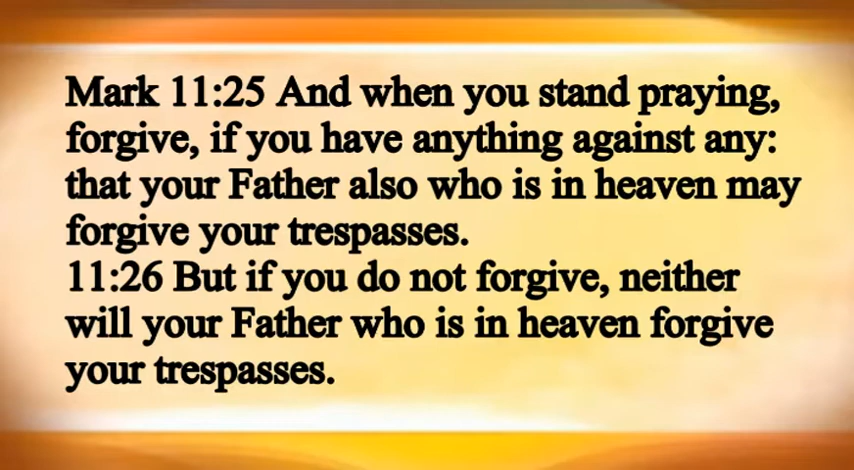 Mark 11:25 And when you stand praying,
forgive, if you have anything against any:
that your Father also who is in heaven may
forgive your trespasses.
11:26 But if you do not forgive, neither
will your Father who is in heaven forgive
your trespasses.